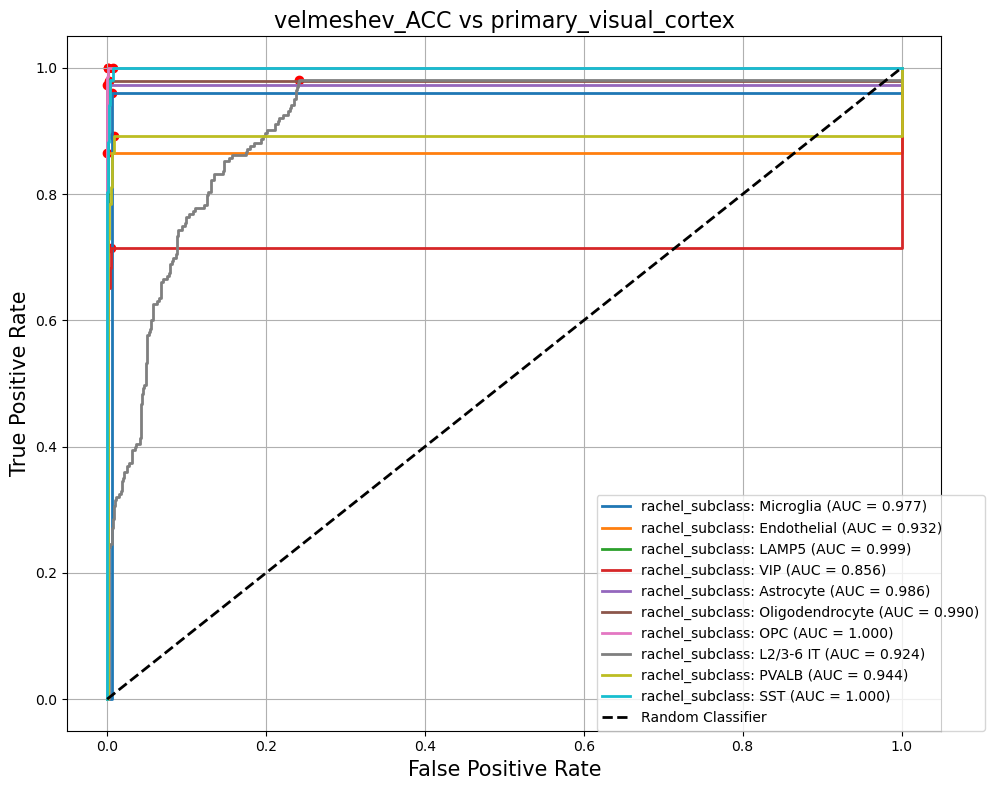 velmeshev_ACC vs primary_visual_cortex
True Positive Rate
1.0
0.8
0.6
0.4
0.2
0.0
rachel_subclass: Microglia (AUC = 0.977)
rachel_subclass: Endothelial (AUC = 0.932)
rachel_subclass: LAMP5 (AUC = 0.999)
rachel_subclass: VIP (AUC = 0.856)
rachel_subclass: Astrocyte (AUC = 0.986)
rachel_subclass: Oligodendrocyte (AUC = 0.990)
rachel_subclass: OPC (AUC = 1.000)
rachel_subclass: L2/3-6 IT (AUC = 0.924)
rachel_subclass: PVALB (AUC = 0.944)
rachel_subclass: SST (AUC = 1.000)
Random Classifier
0.0 0.2 0.4 0.6 0.8 1.0
False Positive Rate